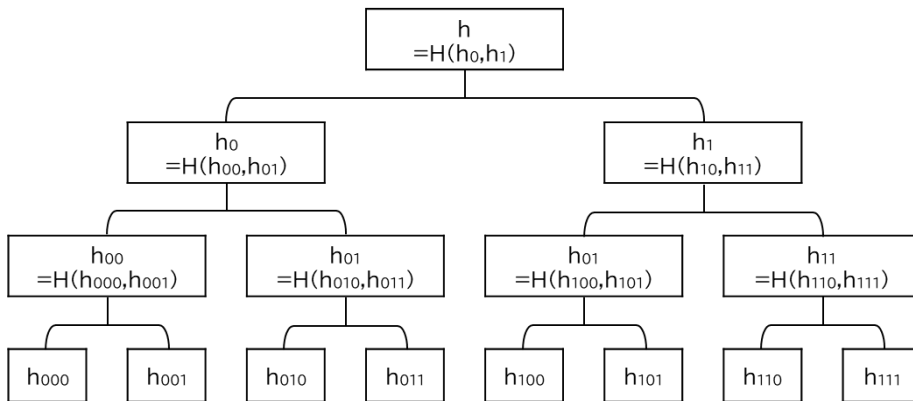 h
=H(h₀,h₁)
h₀
=H(h₀₀,h₀₁)
h₁
=H(h₁₀,h₁₁)
h₀₀
=H(h₀₀₀,h₀₀₁)
h₀₁
=H(h₀₁₀,h₀₁₁)
h₀₁
=H(h₁₀₀,h₁₀₁)
h₁₁
=H(h₁₁₀,h₁₁₁)
h₀₀₀
h₀₀₁
h₀₁₀
h₀₁₁
h₁₀₀
h₁₀₁
h₁₁₀
h₁₁₁